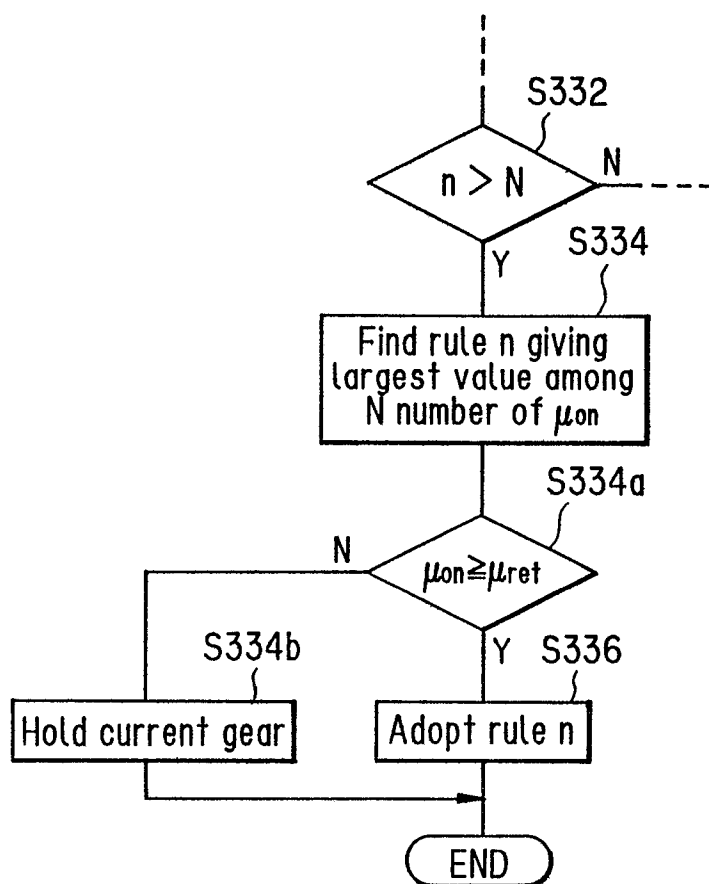 S332
n > N
N
Y
S334
Find rule n giving
largest value among
N number of μon
S334a
N
μon≧μret
Y
S334b
S336
Hold current gear
Adopt rule n
END